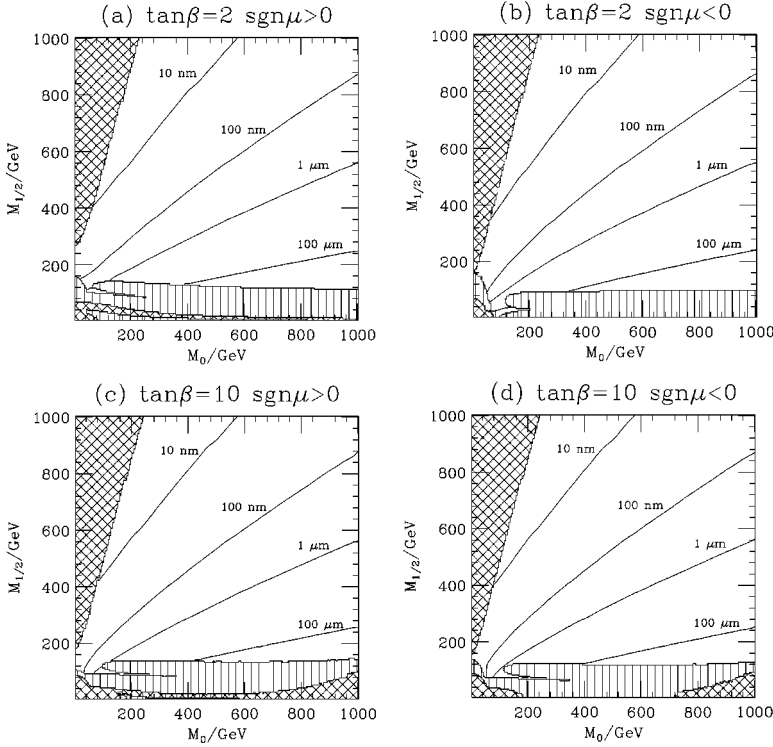 (a) tanβ=2 sgnμ>0
1000
800
600
400
200
M1/2/GeV
10 nm
100 nm
1 μm
100 μm
200 400 600 800 1000
M0/GeV
(b) tanβ=2 sgnμ<0
1000
800
600
400
200
M1/2/GeV
10 nm
100 nm
1 μm
100 μm
200 400 600 800 1000
M0/GeV
(c) tanβ=10 sgnμ>0
1000
800
600
400
200
M1/2/GeV
10 nm
100 nm
1 μm
100 μm
200 400 600 800 1000
M0/GeV
(d) tanβ=10 sgnμ<0
1000
800
600
400
200
M1/2/GeV
10 nm
100 nm
1 μm
100 μm
200 400 600 800 1000
M0/GeV